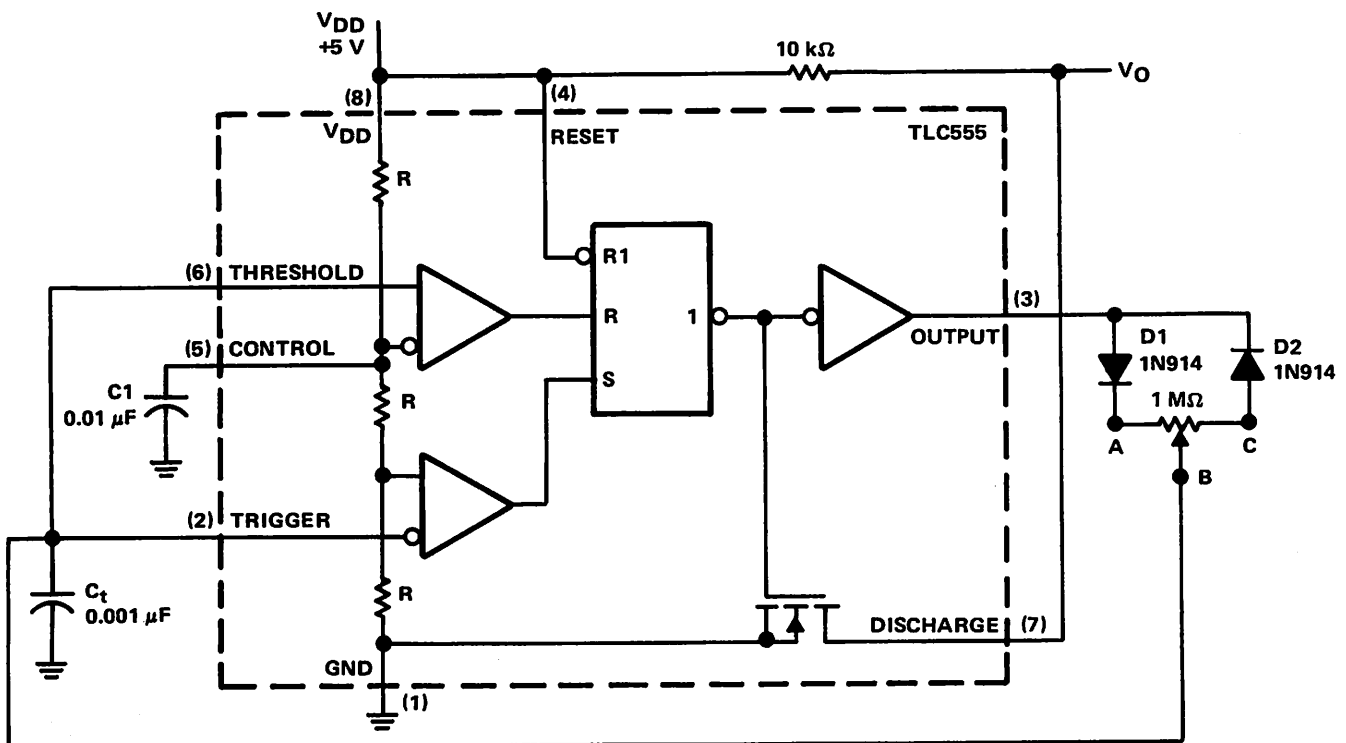 VDD
+5 V
10 kΩ
VO
(8)
(4)
VDD
RESET
TLC555
R
R1
(6) THRESHOLD
R
1
(3)
OUTPUT
(5) CONTROL
D1
1N914
D2
1N914
C1
0.01 μF
R
S
1 MΩ
A
C
B
(2) TRIGGER
Ct
0.001 μF
R
DISCHARGE (7)
GND
(1)